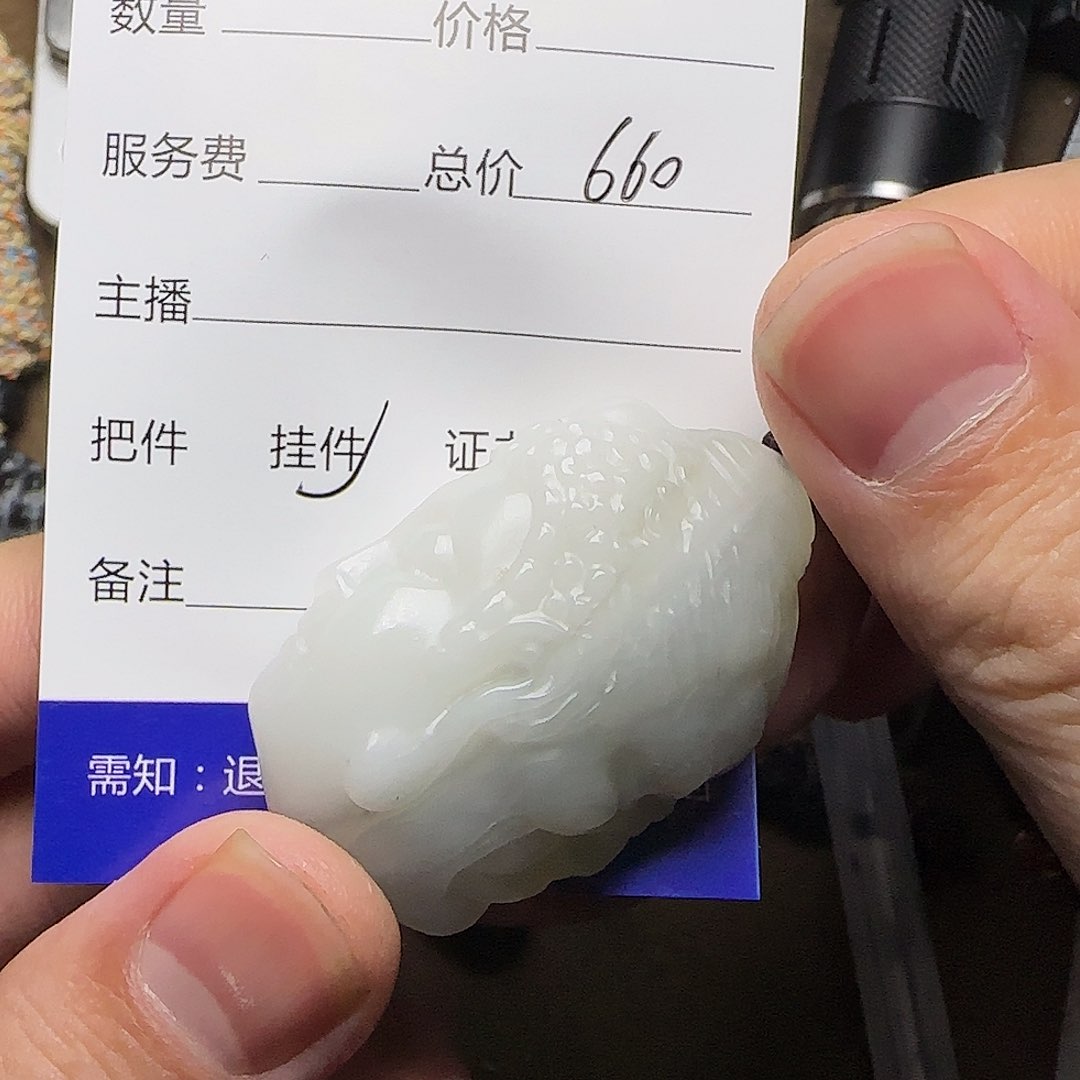 数量 价格
服务费 总价 660
主播
把件 挂件 证
备注
需知：退